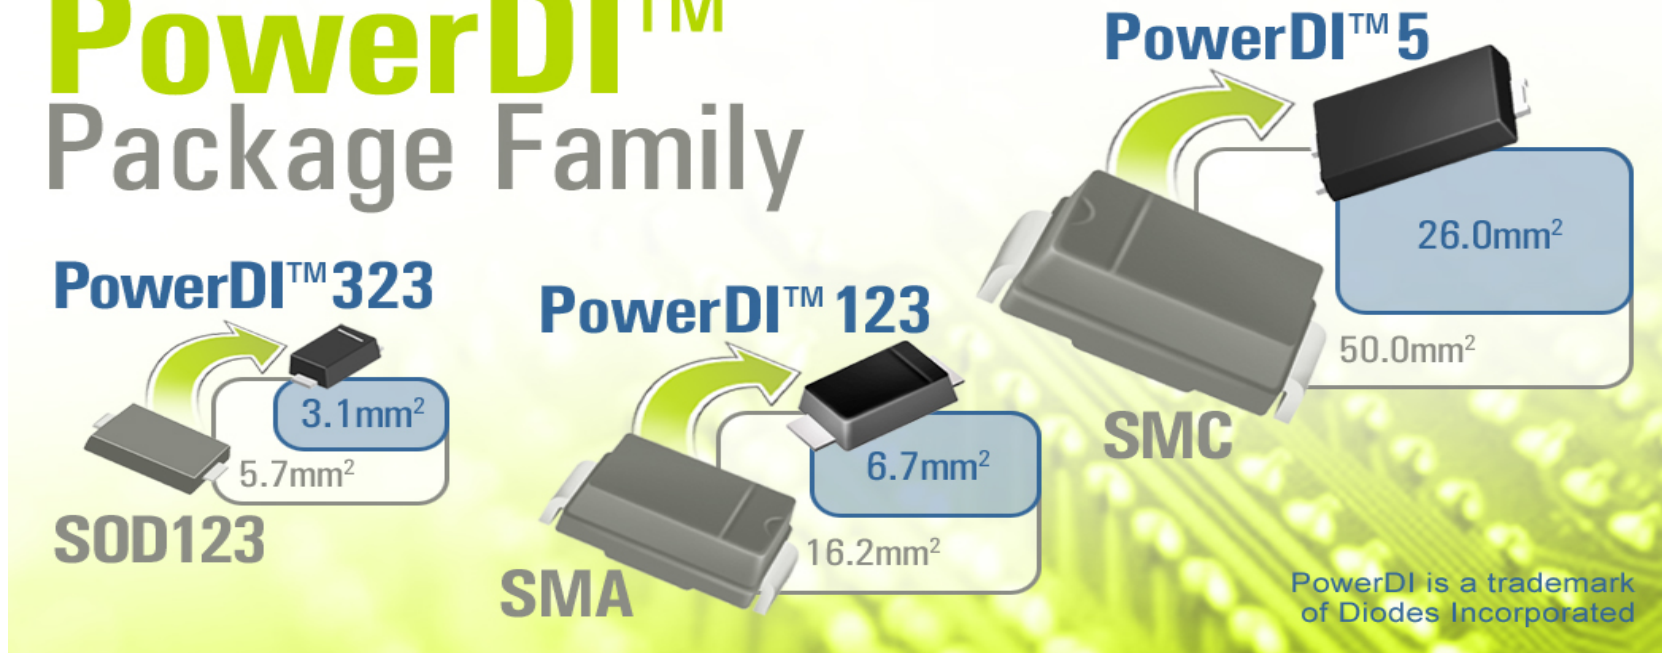 PowerDI™
Package Family
PowerDI™323
3.1mm²
5.7mm²
SOD123
PowerDI™123
6.7mm²
16.2mm²
SMA
PowerDI™5
26.0mm²
50.0mm²
SMC
PowerDI is a trademark
of Diodes Incorporated